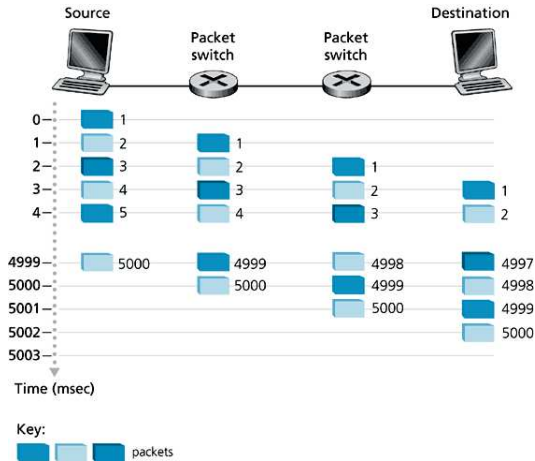 Source
Destination
Packet switch
Packet switch
0 1
1 2 1
2 3 2 1
3 4 3 2 1
4 5 4 3 2
4999 5000 4999 4998 4997
5000 5000 4999 4998
5001 5000 4999
5002 5000
5003
Time (msec)
Key:
packets